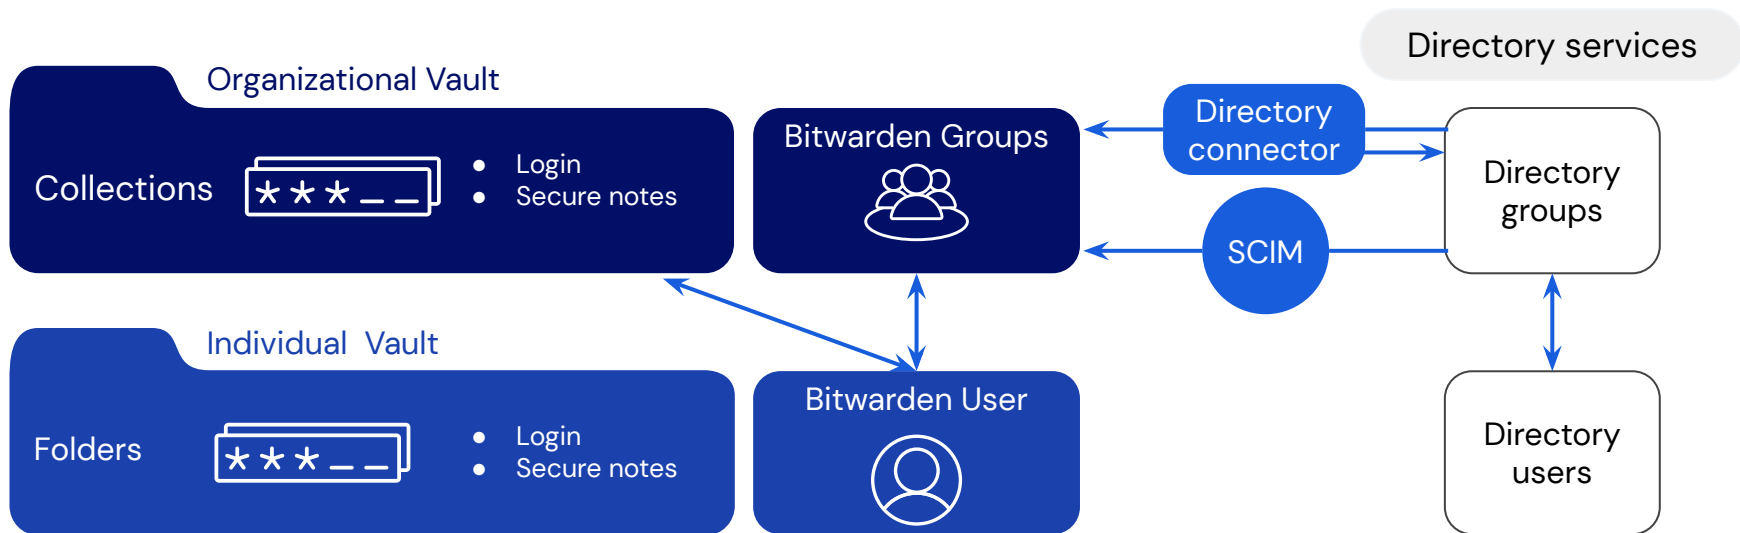 Directory services
Organizational Vault
Collections
***__
● Login
● Secure notes
Bitwarden Groups
Directory
connector
SCIM
Directory
groups
Individual  Vault
Folders
***__
● Login
● Secure notes
Bitwarden User
Directory
users